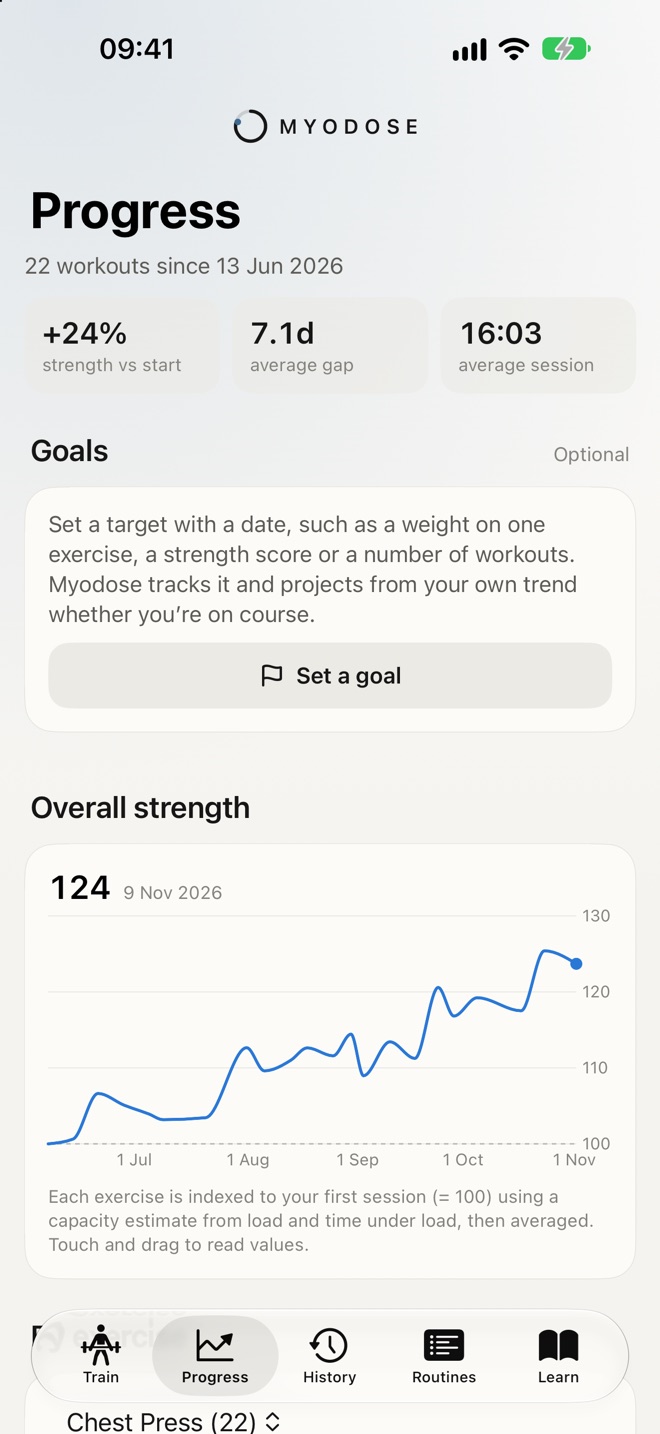 09:41
MYODOSE
Progress
22 workouts since 13 Jun 2026
+24%
strength vs start
7.1d
average gap
16:03
average session
Goals
Optional
Set a target with a date, such as a weight on one
exercise, a strength score or a number of workouts.
Myodose tracks it and projects from your own trend
whether you’re on course.
Set a goal
Overall strength
124 9 Nov 2026
130
120
110
100
1 Jul 1 Aug 1 Sep 1 Oct 1 Nov
Each exercise is indexed to your first session (= 100) using a
capacity estimate from load and time under load, then averaged.
Touch and drag to read values.
Train
Progress
History
Routines
Learn
Chest Press (22)